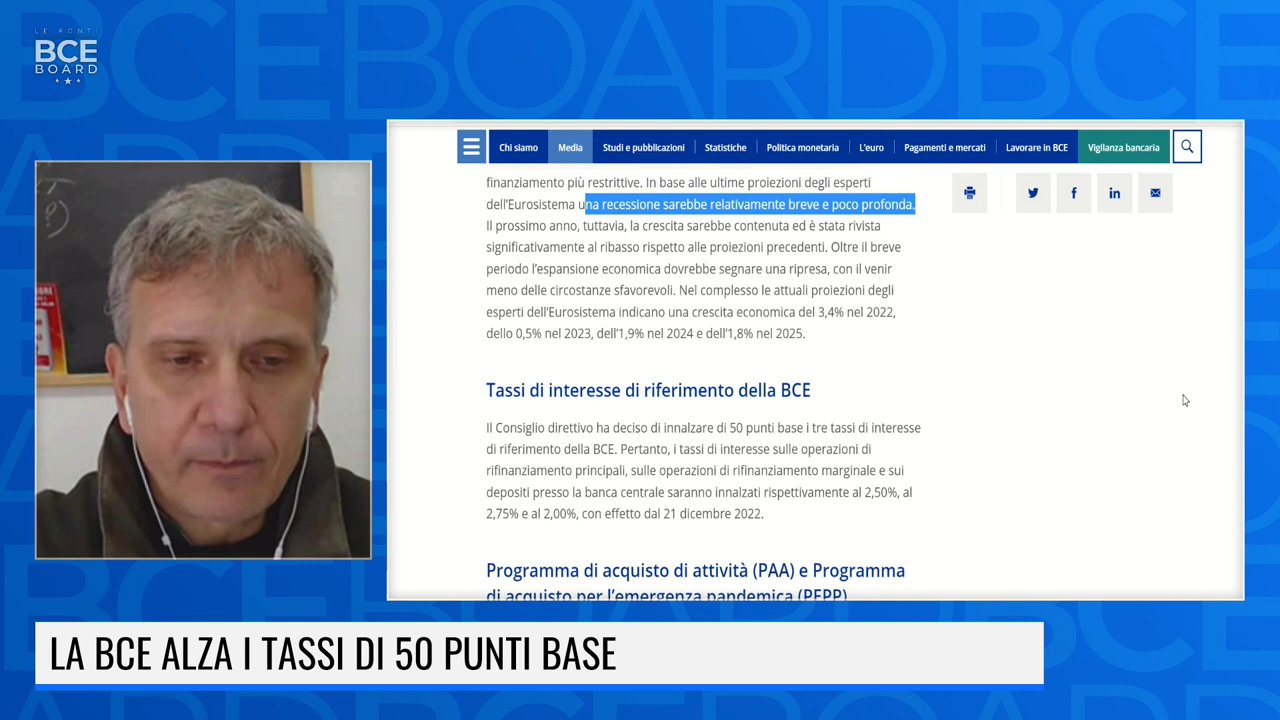 LE FONTI
BCE
BOARD
Chi siamo
Media
Studi e pubblicazioni
Statistiche
Politica monetaria
L'euro
Pagamenti e mercati
Lavorare in BCE
Vigilanza bancaria
finanziamento più restrittive. In base alle ultime proiezioni degli esperti
dell'Eurosistema una recessione sarebbe relativamente breve e poco profonda.
Il prossimo anno, tuttavia, la crescita sarebbe contenuta ed è stata rivista
significativamente al ribasso rispetto alle proiezioni precedenti. Oltre il breve
periodo l'espansione economica dovrebbe segnare una ripresa, con il venir
meno delle circostanze sfavorevoli. Nel complesso le attuali proiezioni degli
esperti dell'Eurosistema indicano una crescita economica del 3,4% nel 2022,
dello 0,5% nel 2023, dell'1,9% nel 2024 e dell'1,8% nel 2025.
Tassi di interesse di riferimento della BCE
Il Consiglio direttivo ha deciso di innalzare di 50 punti base i tre tassi di interesse
di riferimento della BCE. Pertanto, i tassi di interesse sulle operazioni di
rifinanziamento principali, sulle operazioni di rifinanziamento marginale e sui
depositi presso la banca centrale saranno innalzati rispettivamente al 2,50%, al
2,75% e al 2,00%, con effetto dal 21 dicembre 2022.
Programma di acquisto di attività (PAA) e Programma
di acquisto per l'emergenza pandemica (PEPP)
LA BCE ALZA I TASSI DI 50 PUNTI BASE